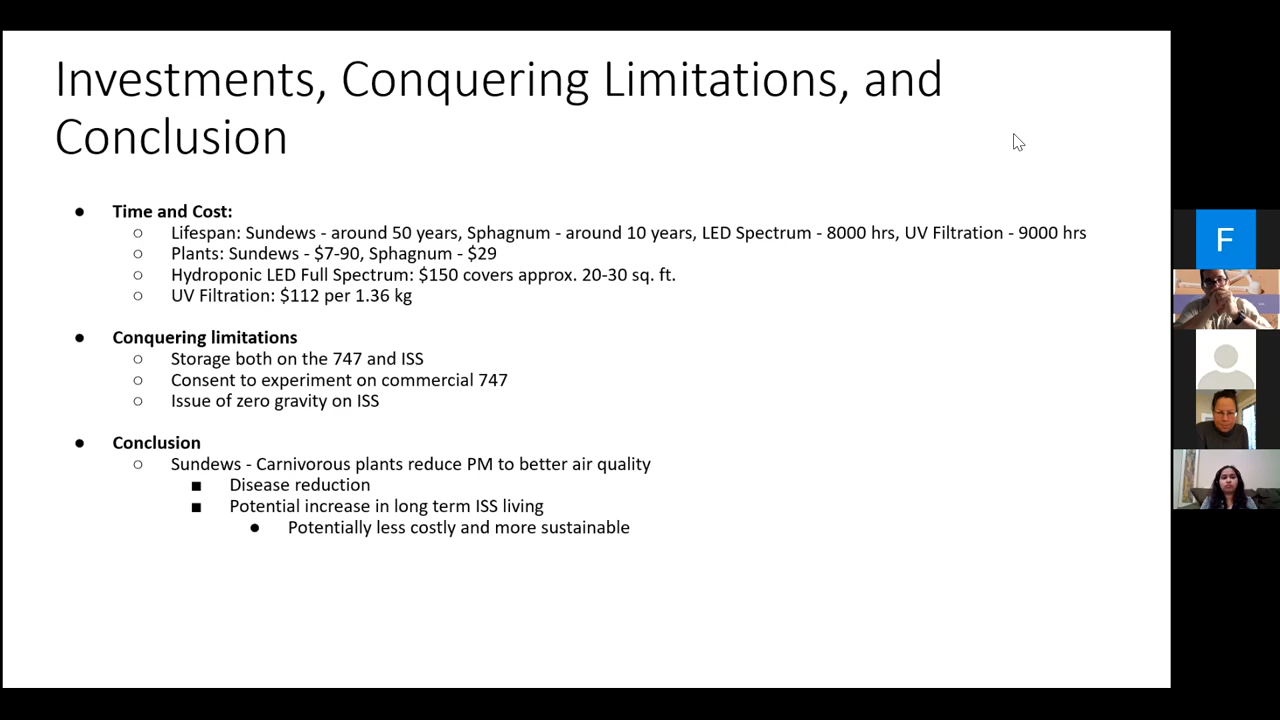 Investments, Conquering Limitations, and
Conclusion
● Time and Cost:
○ Lifespan: Sundews - around 50 years, Sphagnum - around 10 years, LED Spectrum - 8000 hrs, UV Filtration - 9000 hrs
○ Plants: Sundews - $7-90, Sphagnum - $29
○ Hydroponic LED Full Spectrum: $150 covers approx. 20-30 sq. ft.
○ UV Filtration: $112 per 1.36 kg
● Conquering limitations
○ Storage both on the 747 and ISS
○ Consent to experiment on commercial 747
○ Issue of zero gravity on ISS
● Conclusion
○ Sundews - Carnivorous plants reduce PM to better air quality
■ Disease reduction
■ Potential increase in long term ISS living
● Potentially less costly and more sustainable
F